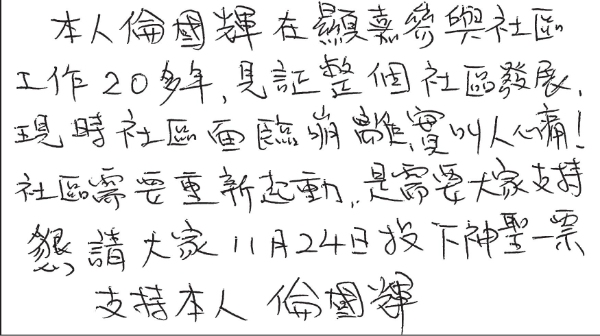 本人倫國輝在顯嘉參與社區
工作20多年,見証整個社區發展,
現時社區面臨崩離,實叫人心痛!
社區需要重新起動,是需要大家支持
懇請大家11月24日投下神聖一票
支持本人 倫國輝